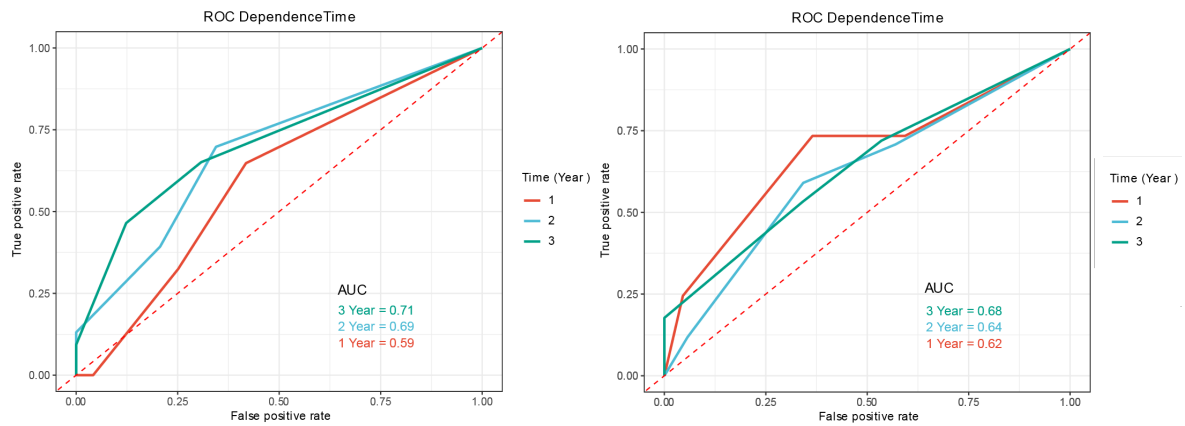 ROC DependenceTime
True positive rate
1.00
0.75
0.50
0.25
0.00
AUC
3 Year = 0.71
2 Year = 0.69
1 Year = 0.59
0.00 0.25 0.50 0.75 1.00
False positive rate
Time (Year )
1
2
3
ROC DependenceTime
True positive rate
1.00
0.75
0.50
0.25
0.00
AUC
3 Year = 0.68
2 Year = 0.64
1 Year = 0.62
0.00 0.25 0.50 0.75 1.00
False positive rate
Time (Year )
1
2
3